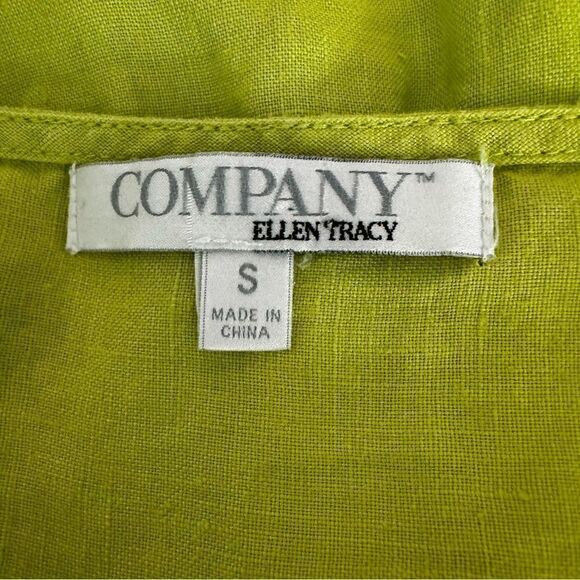 COMPANY™
ELLEN TRACY
S
MADE IN
CHINA